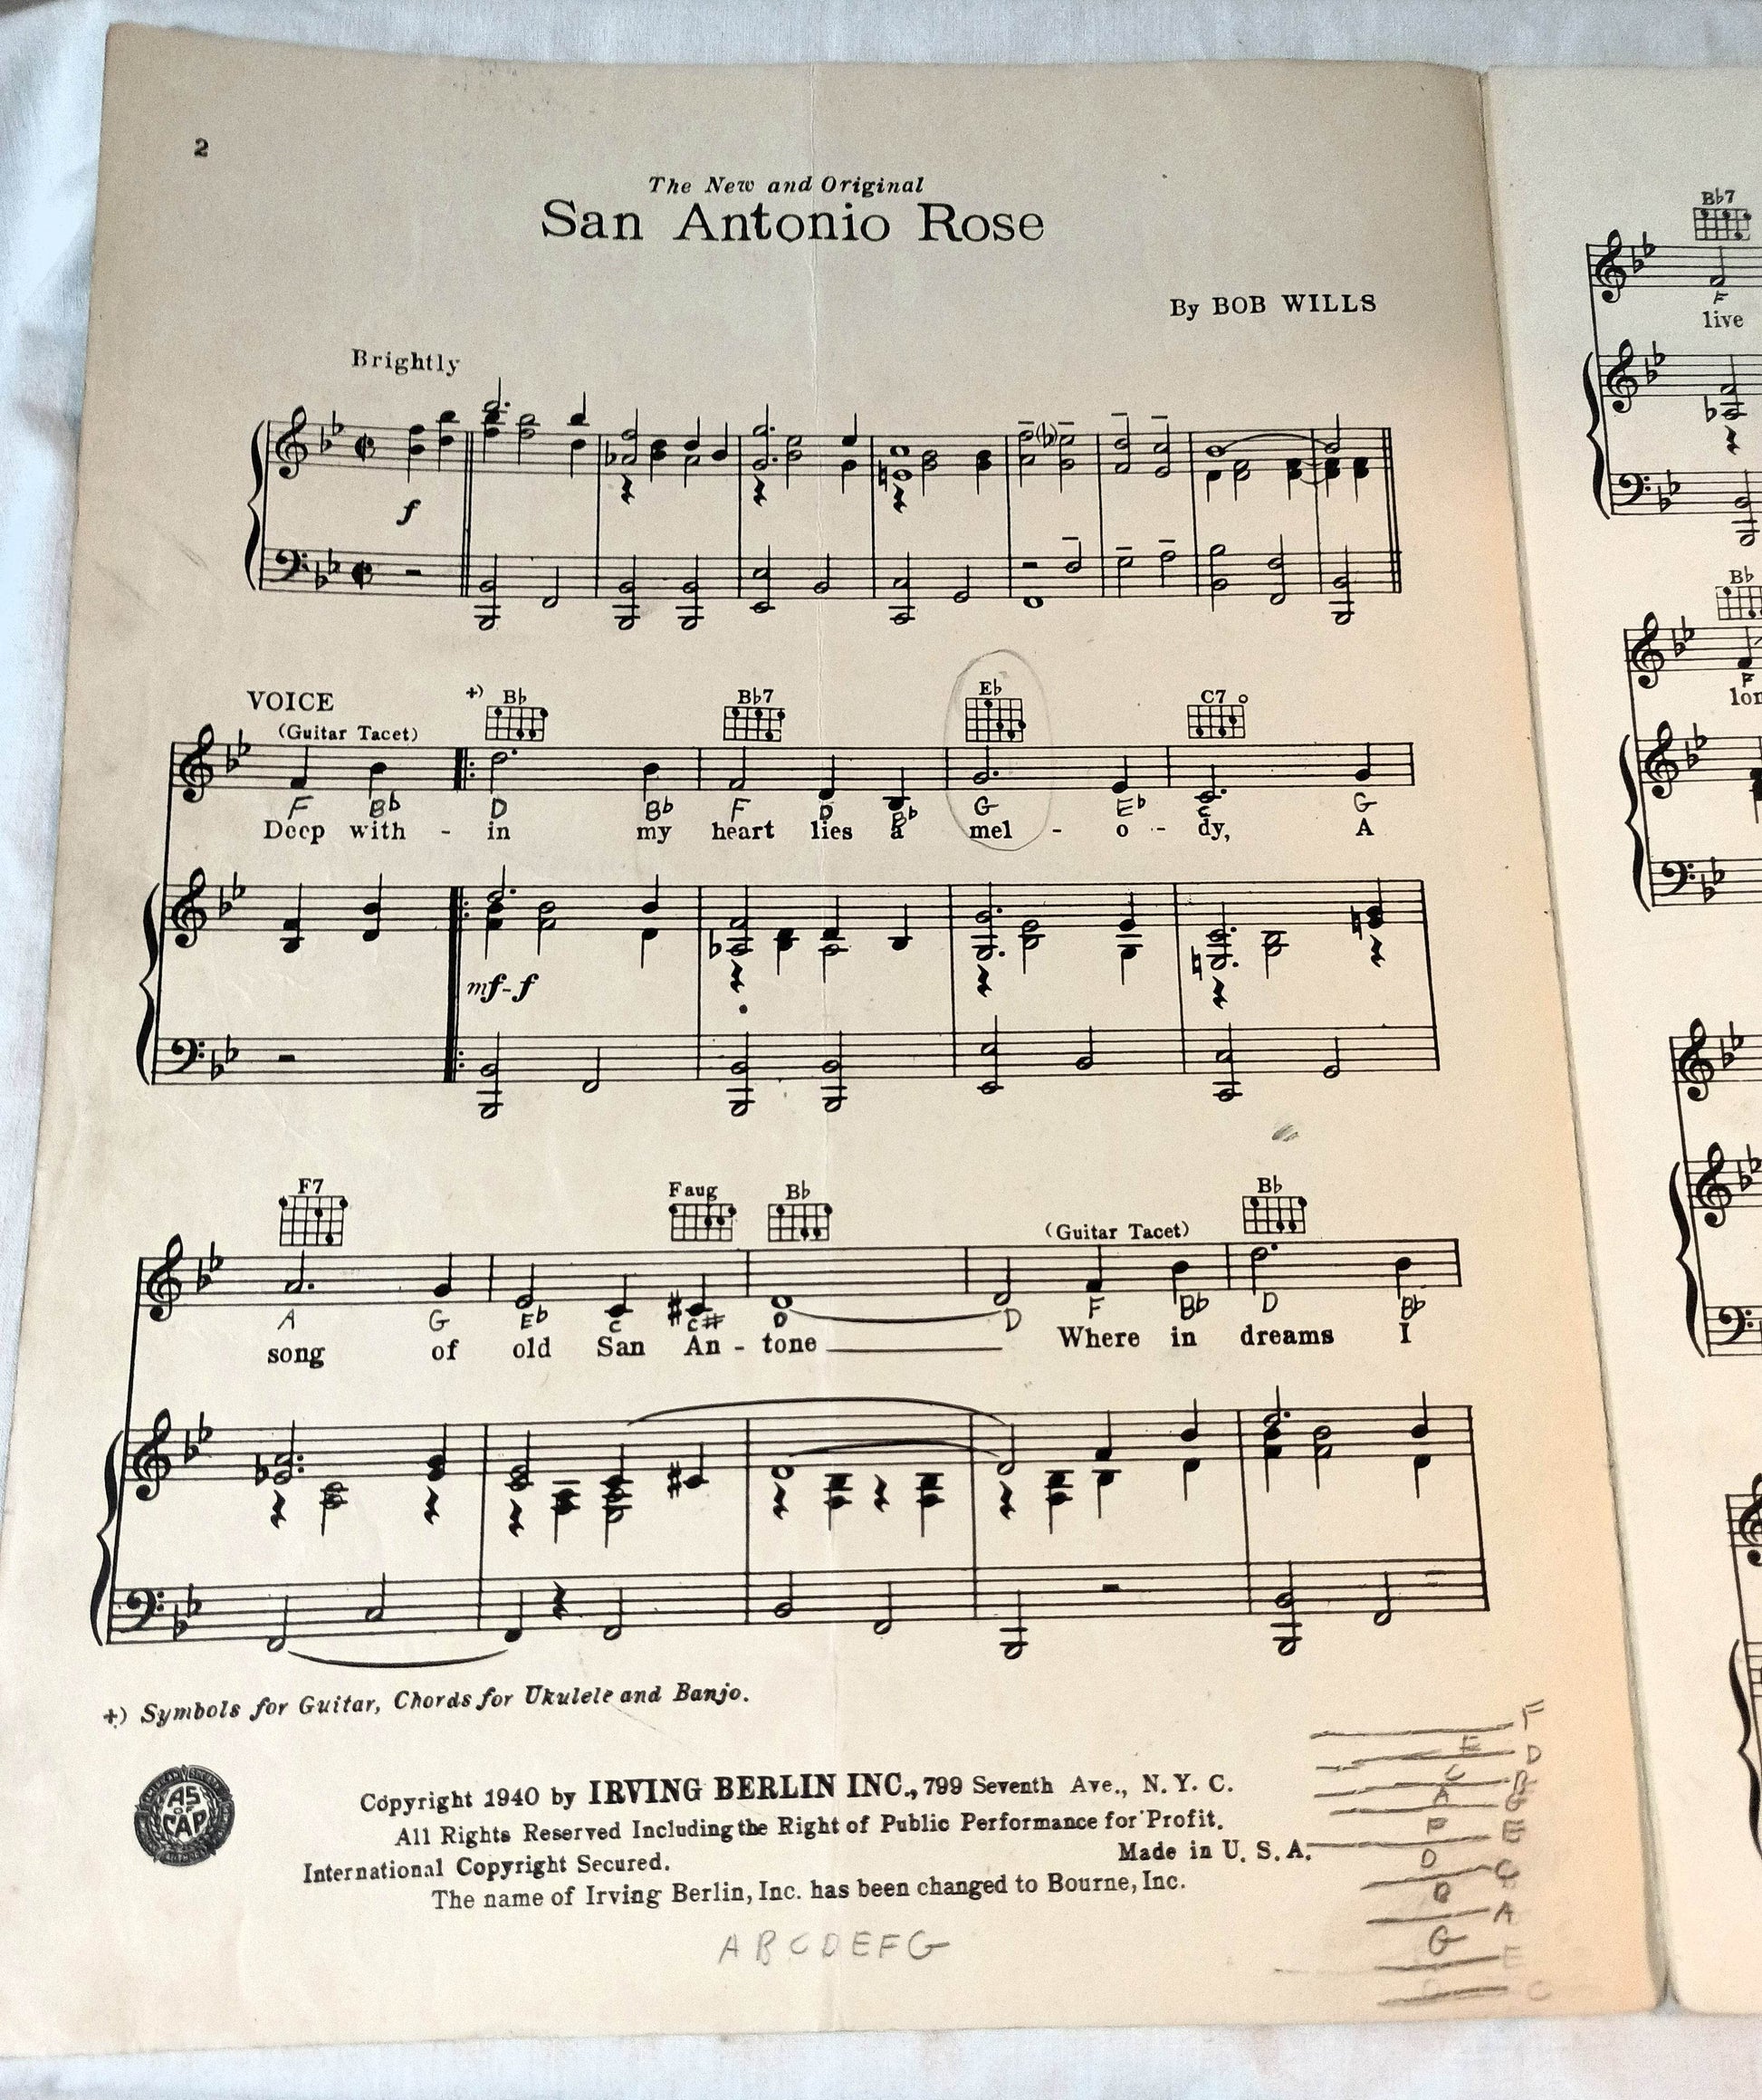 2
The New and Original
San Antonio Rose
By BOB WILLS
Brightly
f
VOICE
(Guitar Tacet)
+) Bb Bb7 Eb C7 o
F Bb D Bb F D Bb G Eb C G
Deep with - in my heart lies a mel - o - dy, A
mf-f
F7 Faug Bb (Guitar Tacet) Bb
A G Eb C C# D D F Bb D Bb
song of old San An - tone Where in dreams I
+) Symbols for Guitar, Chords for Ukulele and Banjo.
AS
OF
CAP
Copyright 1940 by IRVING BERLIN INC., 799 Seventh Ave., N. Y. C.
All Rights Reserved Including the Right of Public Performance for Profit.
International Copyright Secured. Made in U. S. A.
The name of Irving Berlin, Inc. has been changed to Bourne, Inc.
A B C D E F G
F
E
D
C
B
A
G
F
E
D
C
B
A
G
E
C
Bb7
F
live
Bb
F